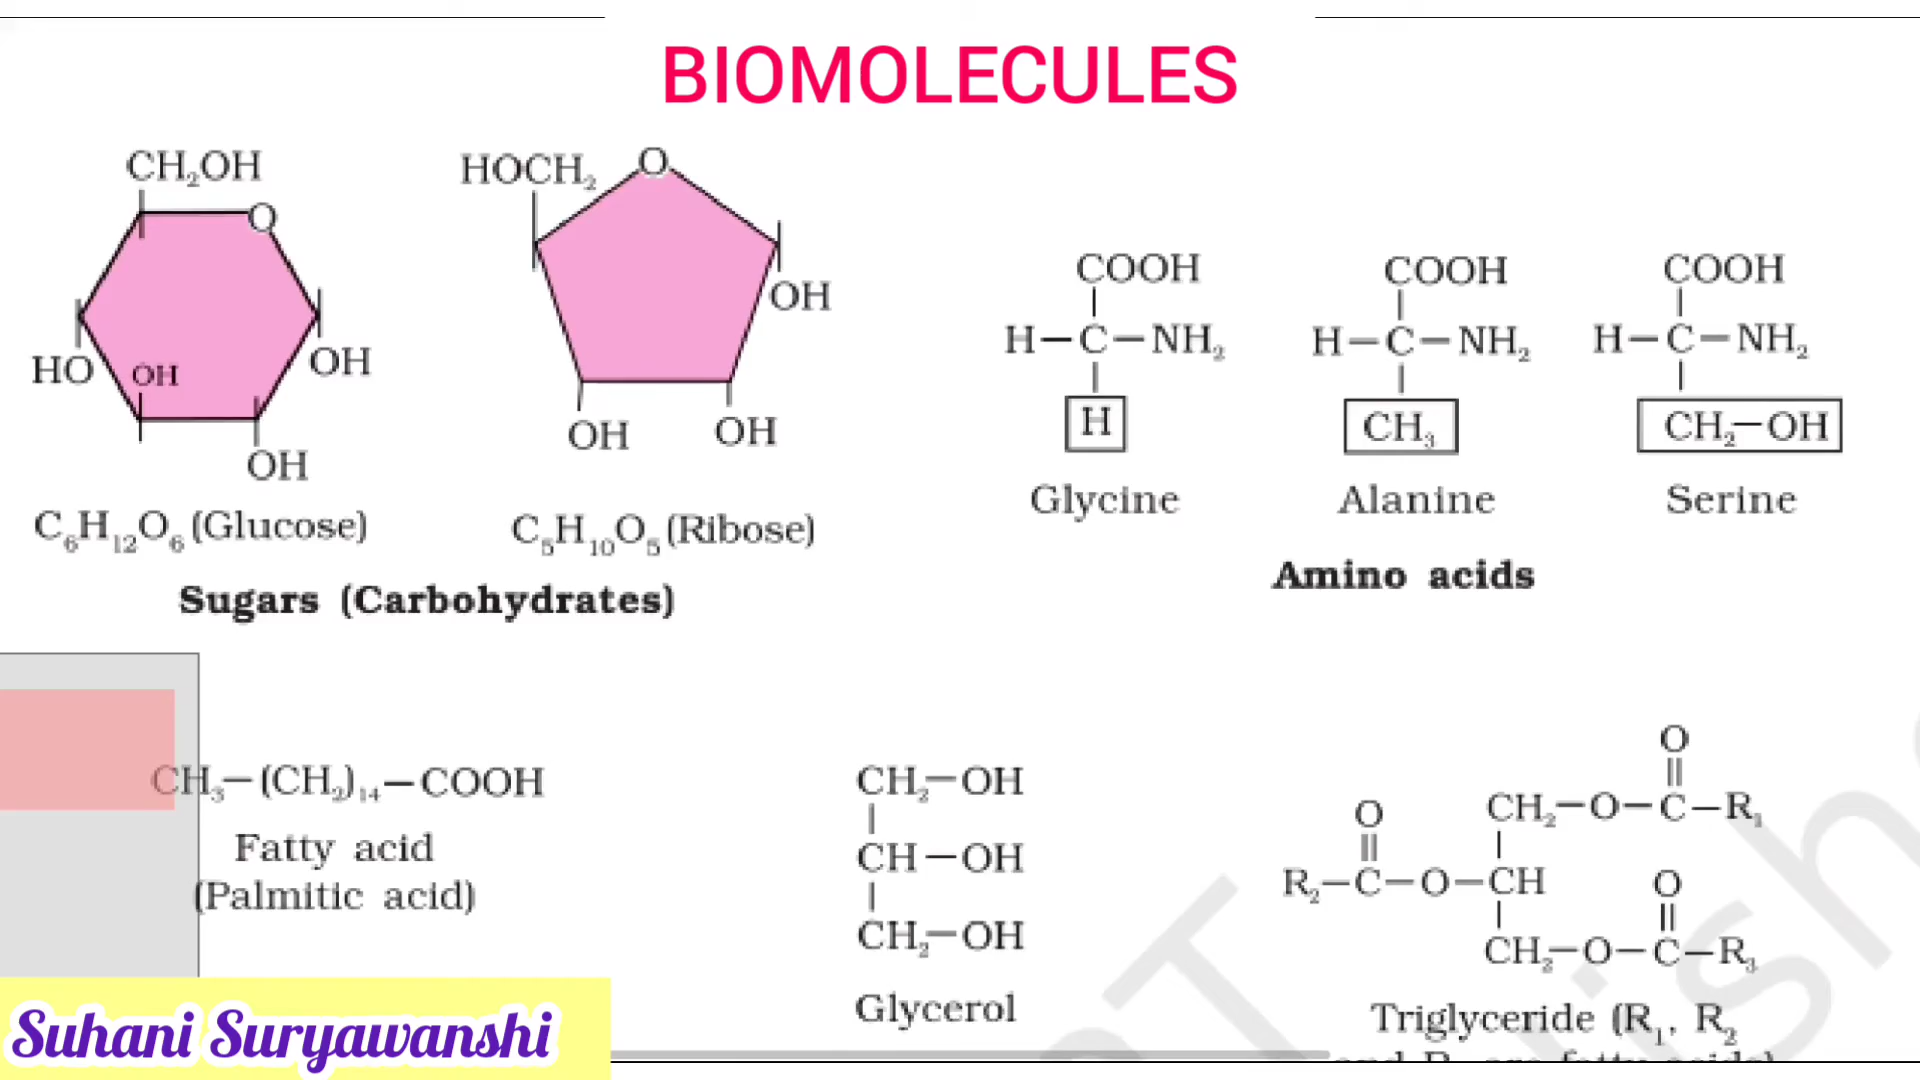 BIOMOLECULES
CH₂OH
O
HO
OH
OH
OH
C₆H₁₂O₆ (Glucose)
HOCH₂
O
OH
OH
OH
C₅H₁₀O₅ (Ribose)
Sugars (Carbohydrates)
COOH
H—C—NH₂
H
Glycine
COOH
H—C—NH₂
CH₃
Alanine
COOH
H—C—NH₂
CH₂—OH
Serine
Amino acids
CH₃—(CH₂)₁₄—COOH
Fatty acid
(Palmitic acid)
CH₂—OH
CH—OH
CH₂—OH
Glycerol
O
CH₂—O—C—R₁
O
R₂—C—O—CH
O
CH₂—O—C—R₃
Triglyceride (R₁, R₂
Suhani Suryawanshi